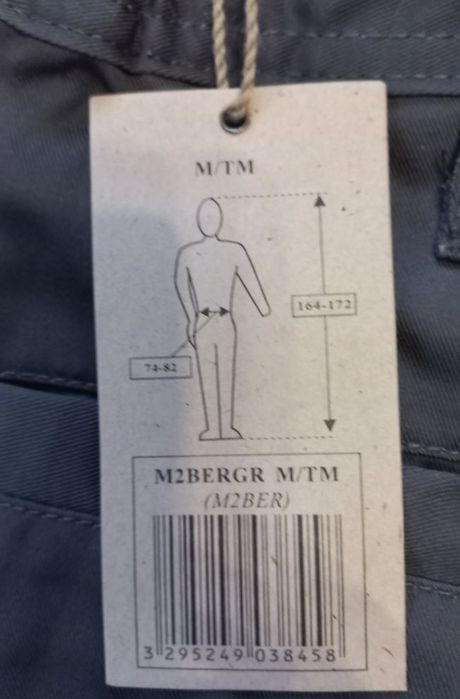 M/TM
164-172
74-82
M2BERGR M/TM
(M2BER)
3 295249 038458